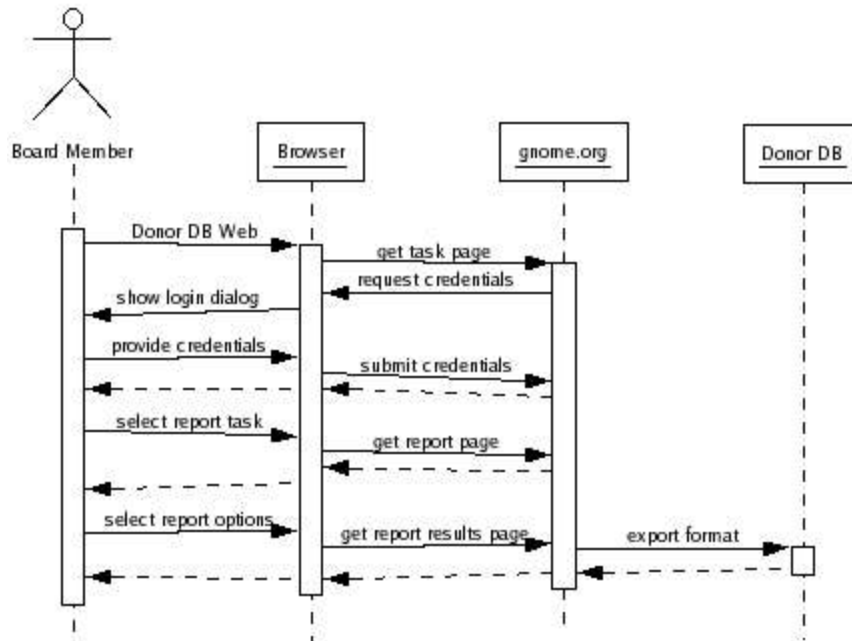 Board Member
Browser
gnome.org
Donor DB
Donor DB Web
get task page
request credentials
show login dialog
provide credentials
submit credentials
select report task
get report page
select report options
get report results page
export format